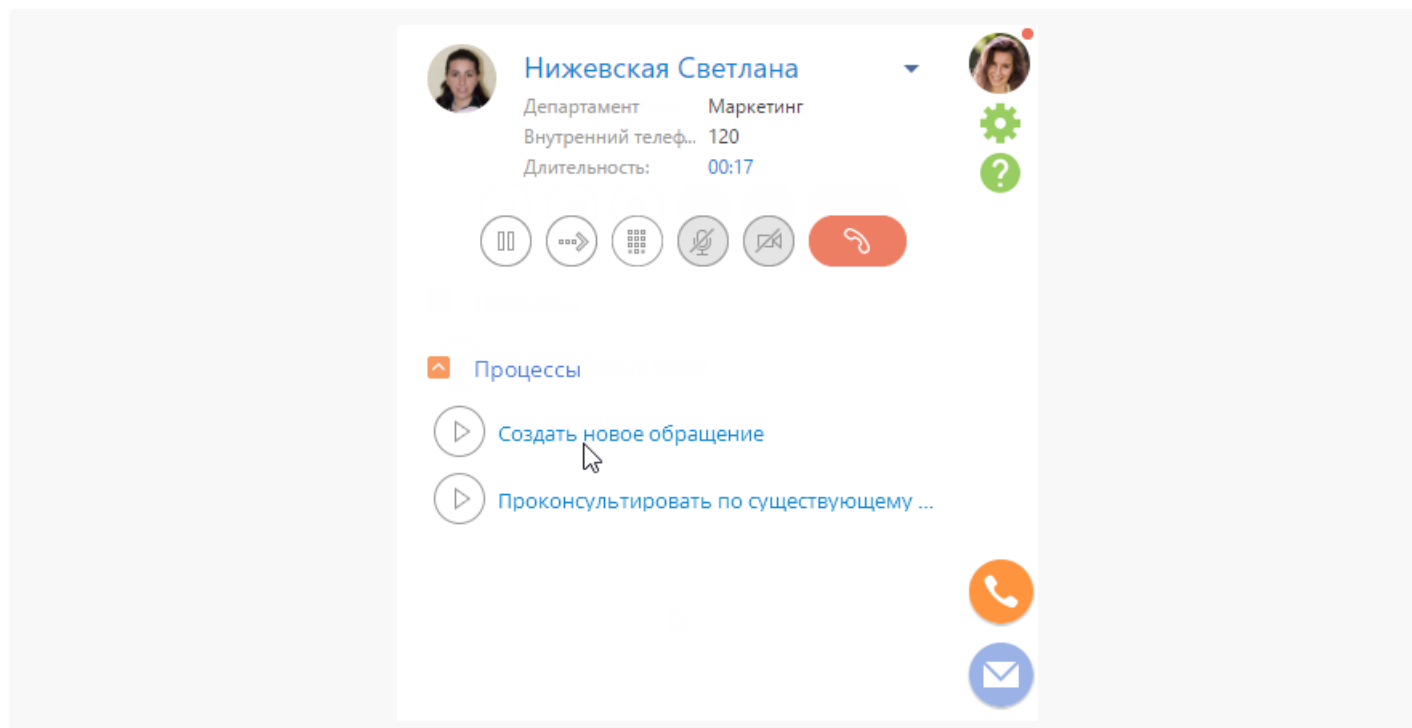 Нижевская Светлана
Департамент Маркетинг
Внутренний телеф... 120
Длительность: 00:17
Процессы
Создать новое обращение
Проконсультировать по существующему ...